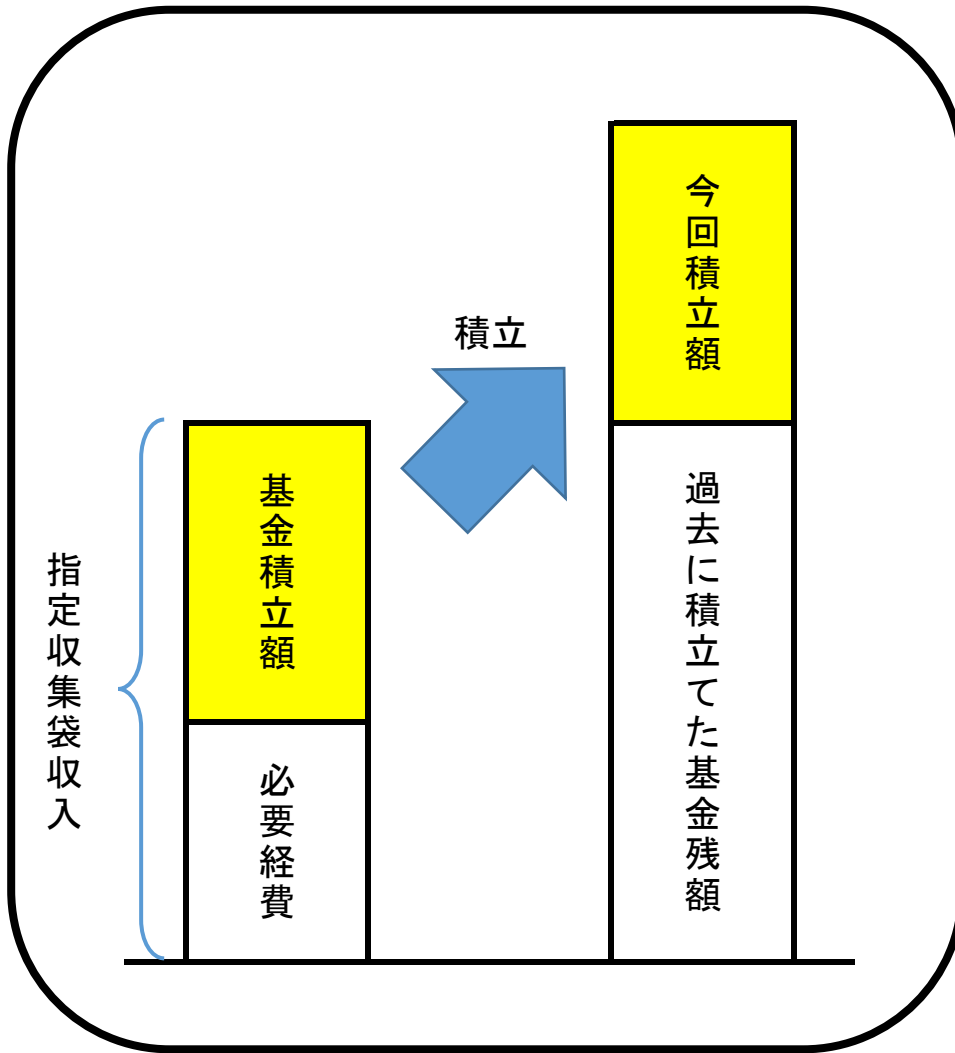 指定収集袋収入
基金積立額
必要経費
積立
今回積立額
過去に積立てた基金残額